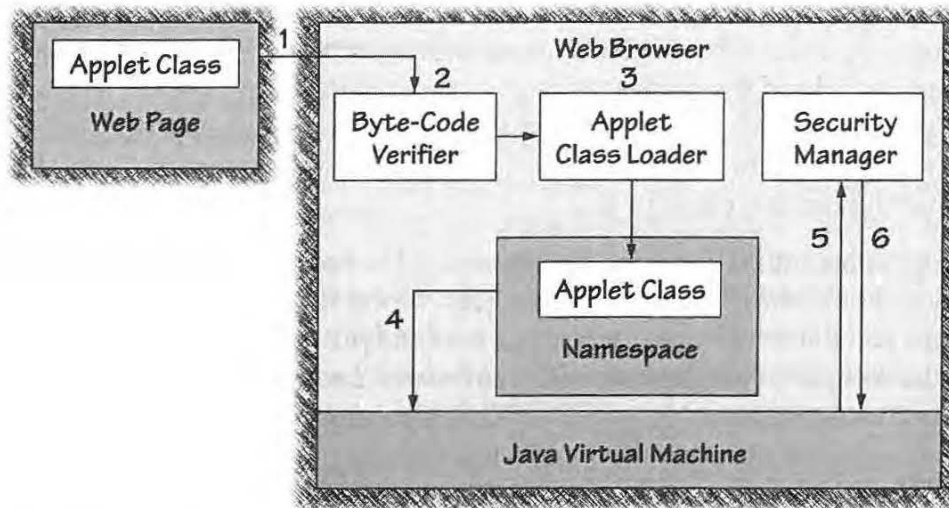 Applet Class
Web Page
1
Web Browser
2
3
Byte-Code
Verifier
Applet
Class Loader
Security
Manager
5
6
Applet Class
4
Namespace
Java Virtual Machine